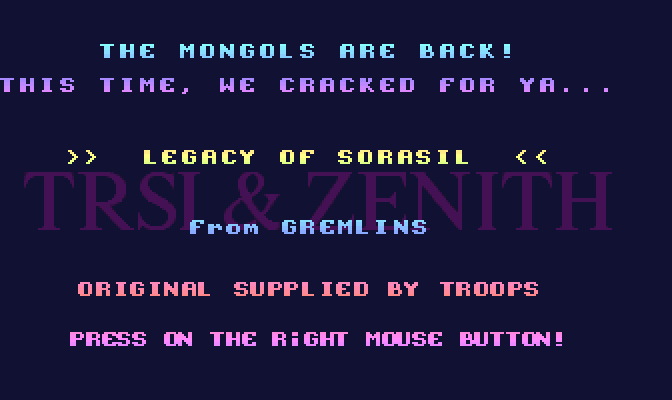 THE MONGOLS ARE BACK!
THIS TIME, WE CRACKED FOR YA...
>> LEGACY OF SORASIL <<
TRSI & ZENITH
from GREMLINS
ORIGINAL SUPPLIED BY TROOPS
PRESS ON THE RiGHT MOUSE BUTTON!